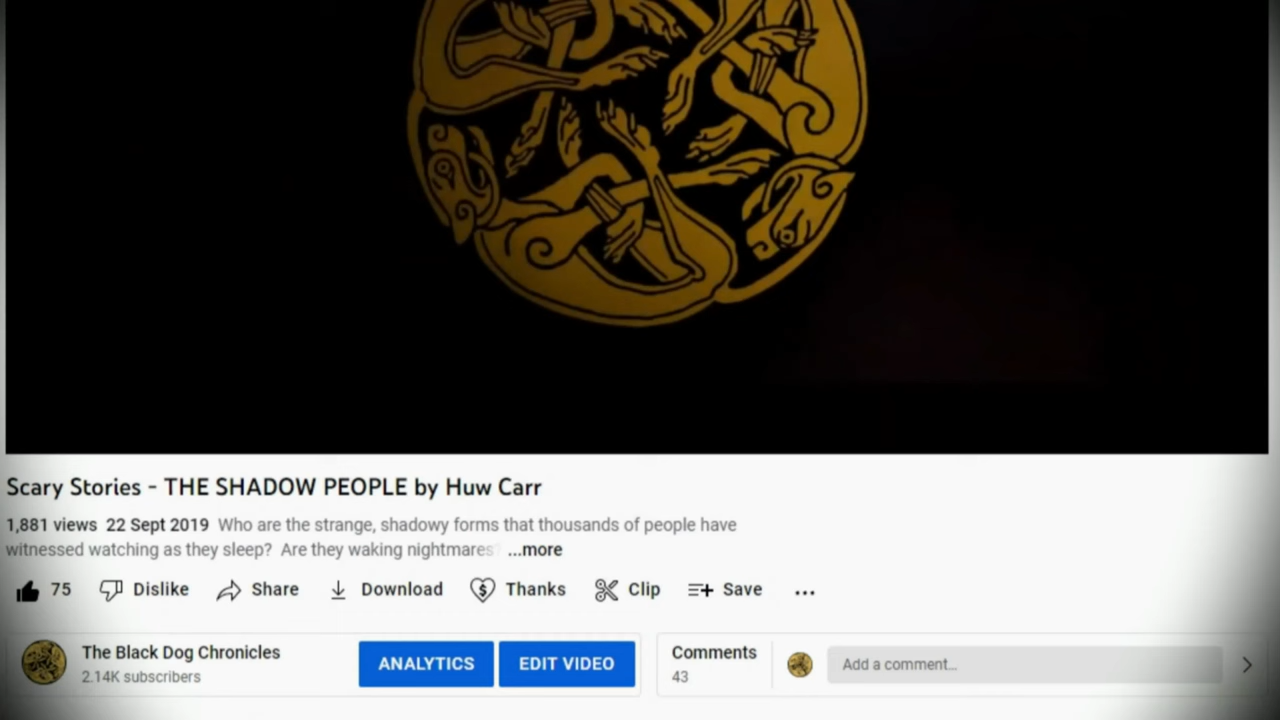 Scary Stories - THE SHADOW PEOPLE by Huw Carr
1,881 views 22 Sept 2019 Who are the strange, shadowy forms that thousands of people have
witnessed watching as they sleep? Are they waking nightmares? ...more
75 Dislike Share Download Thanks Clip Save ...
The Black Dog Chronicles
2.14K subscribers
ANALYTICS EDIT VIDEO
Comments
43
Add a comment...